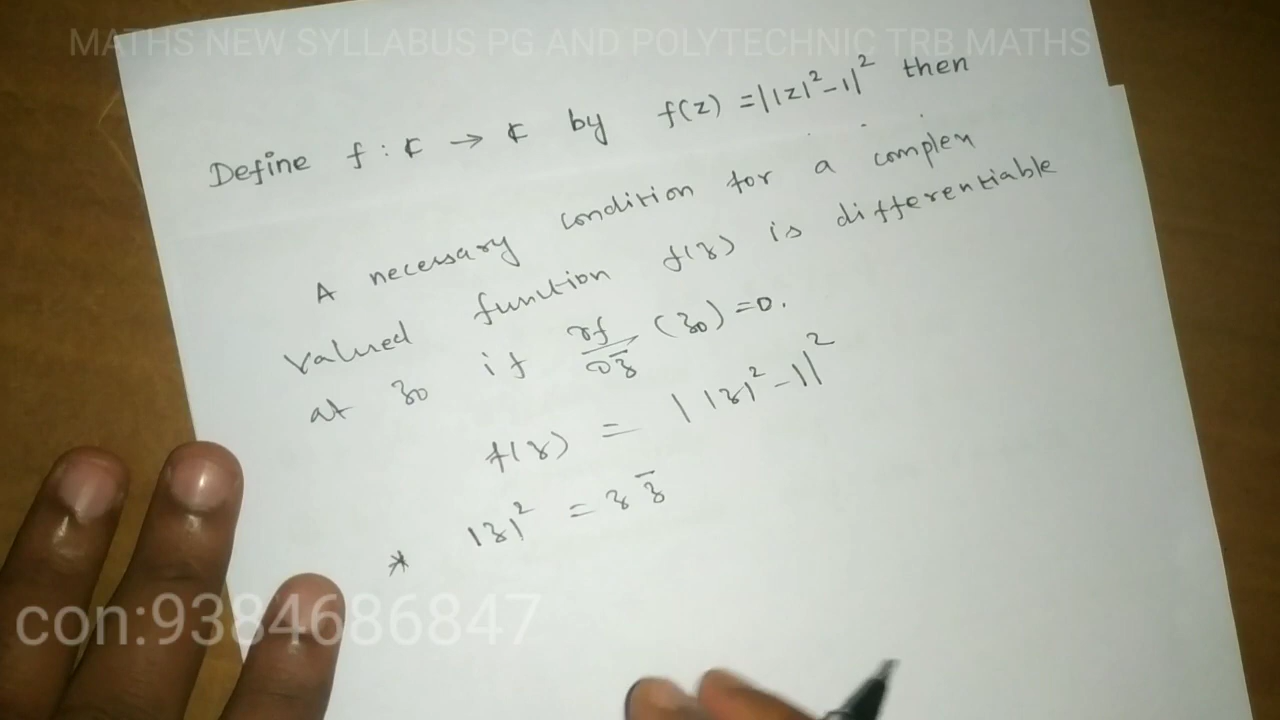 MATHS NEW SYLLABUS PG AND POLYTECHNIC TRB MATHS
Define f : ₵ → ₵ by f(z) = ||z|²-1|² then
A necessary condition for a complex
valued function f(z) is differentiable
at z₀ if ∂f/∂z̄ (z₀) = 0.
f(z) = ||z|²-1|²
* |z|² = z z̄
con:9384686847